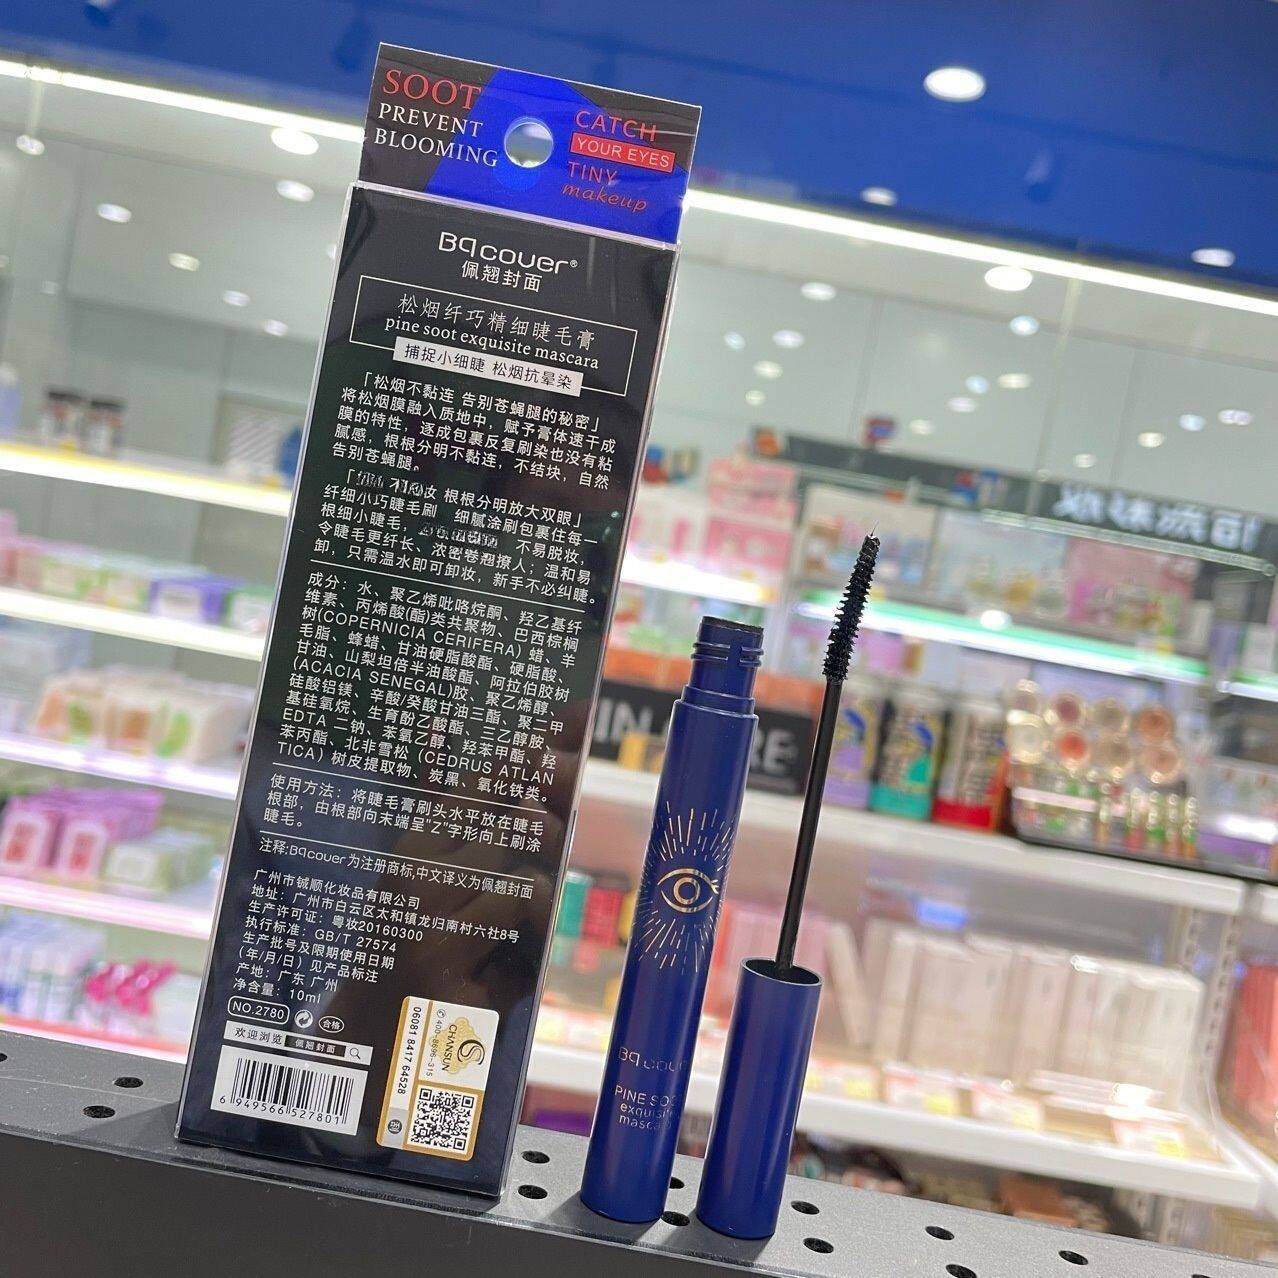 SOOT
PREVENT
BLOOMING
CATCH
YOUR EYES
TINY
makeup
Bqcover®
佩翘封面
松烟纤巧精细睫毛膏
pine soot exquisite mascara
捕捉小细睫 松烟抗晕染
「松烟不黏连 告别苍蝇腿的秘密」
将松烟膜融入质地中，赋予膏体速干成
膜的特性，逐成包裹反复刷染也没有粘
腻感，根根分明不黏连，不结块，自然
告别苍蝇腿。
妆 根根分明放大双眼」
纤细小巧睫毛刷 细腻涂刷包裹住每一
根细小睫毛， 不易脱妆，
令睫毛更纤长、浓密卷翘撩人；温和易
卸，只需温水即可卸妆，新手不必纠睫。
成分：水、聚乙烯吡咯烷酮、羟乙基纤
维素、丙烯酸(酯)类共聚物、巴西棕榈
树(COPERNICIA CERIFERA) 蜡、羊
毛脂、蜂蜡、甘油硬脂酸酯、硬脂酸、
甘油、山梨坦倍半油酸酯、阿拉伯胶树
(ACACIA SENEGAL)胶、聚乙烯醇、
硅酸铝镁、辛酸/癸酸甘油三酯、聚二甲
基硅氧烷、生育酚乙酸酯、三乙醇胺、
EDTA 二钠、苯氧乙醇、羟苯甲酯、羟
苯丙酯、北非雪松（CEDRUS ATLAN
TICA）树皮提取物、炭黑、氧化铁类。
使用方法：将睫毛膏刷头水平放在睫毛
根部，由根部向末端呈"Z"字形向上刷涂
睫毛。
注释:Bqcover为注册商标,中文译义为佩翘封面
广州市铖顺化妆品有限公司
地址：广州市白云区太和镇龙归南村六社8号
生产许可证：粤妆20160300
执行标准：GB/T 27574
生产批号及限期使用日期
(年/月/日）见产品标注
产地：广东 广州
净含量：10ml
NO.2780
合格
欢迎浏览 佩翘封面
6 949566 527801
CHANSUN
400-8696-315
06081 8417 64528
Bqcover
PINE SOO
exquisite
mascara